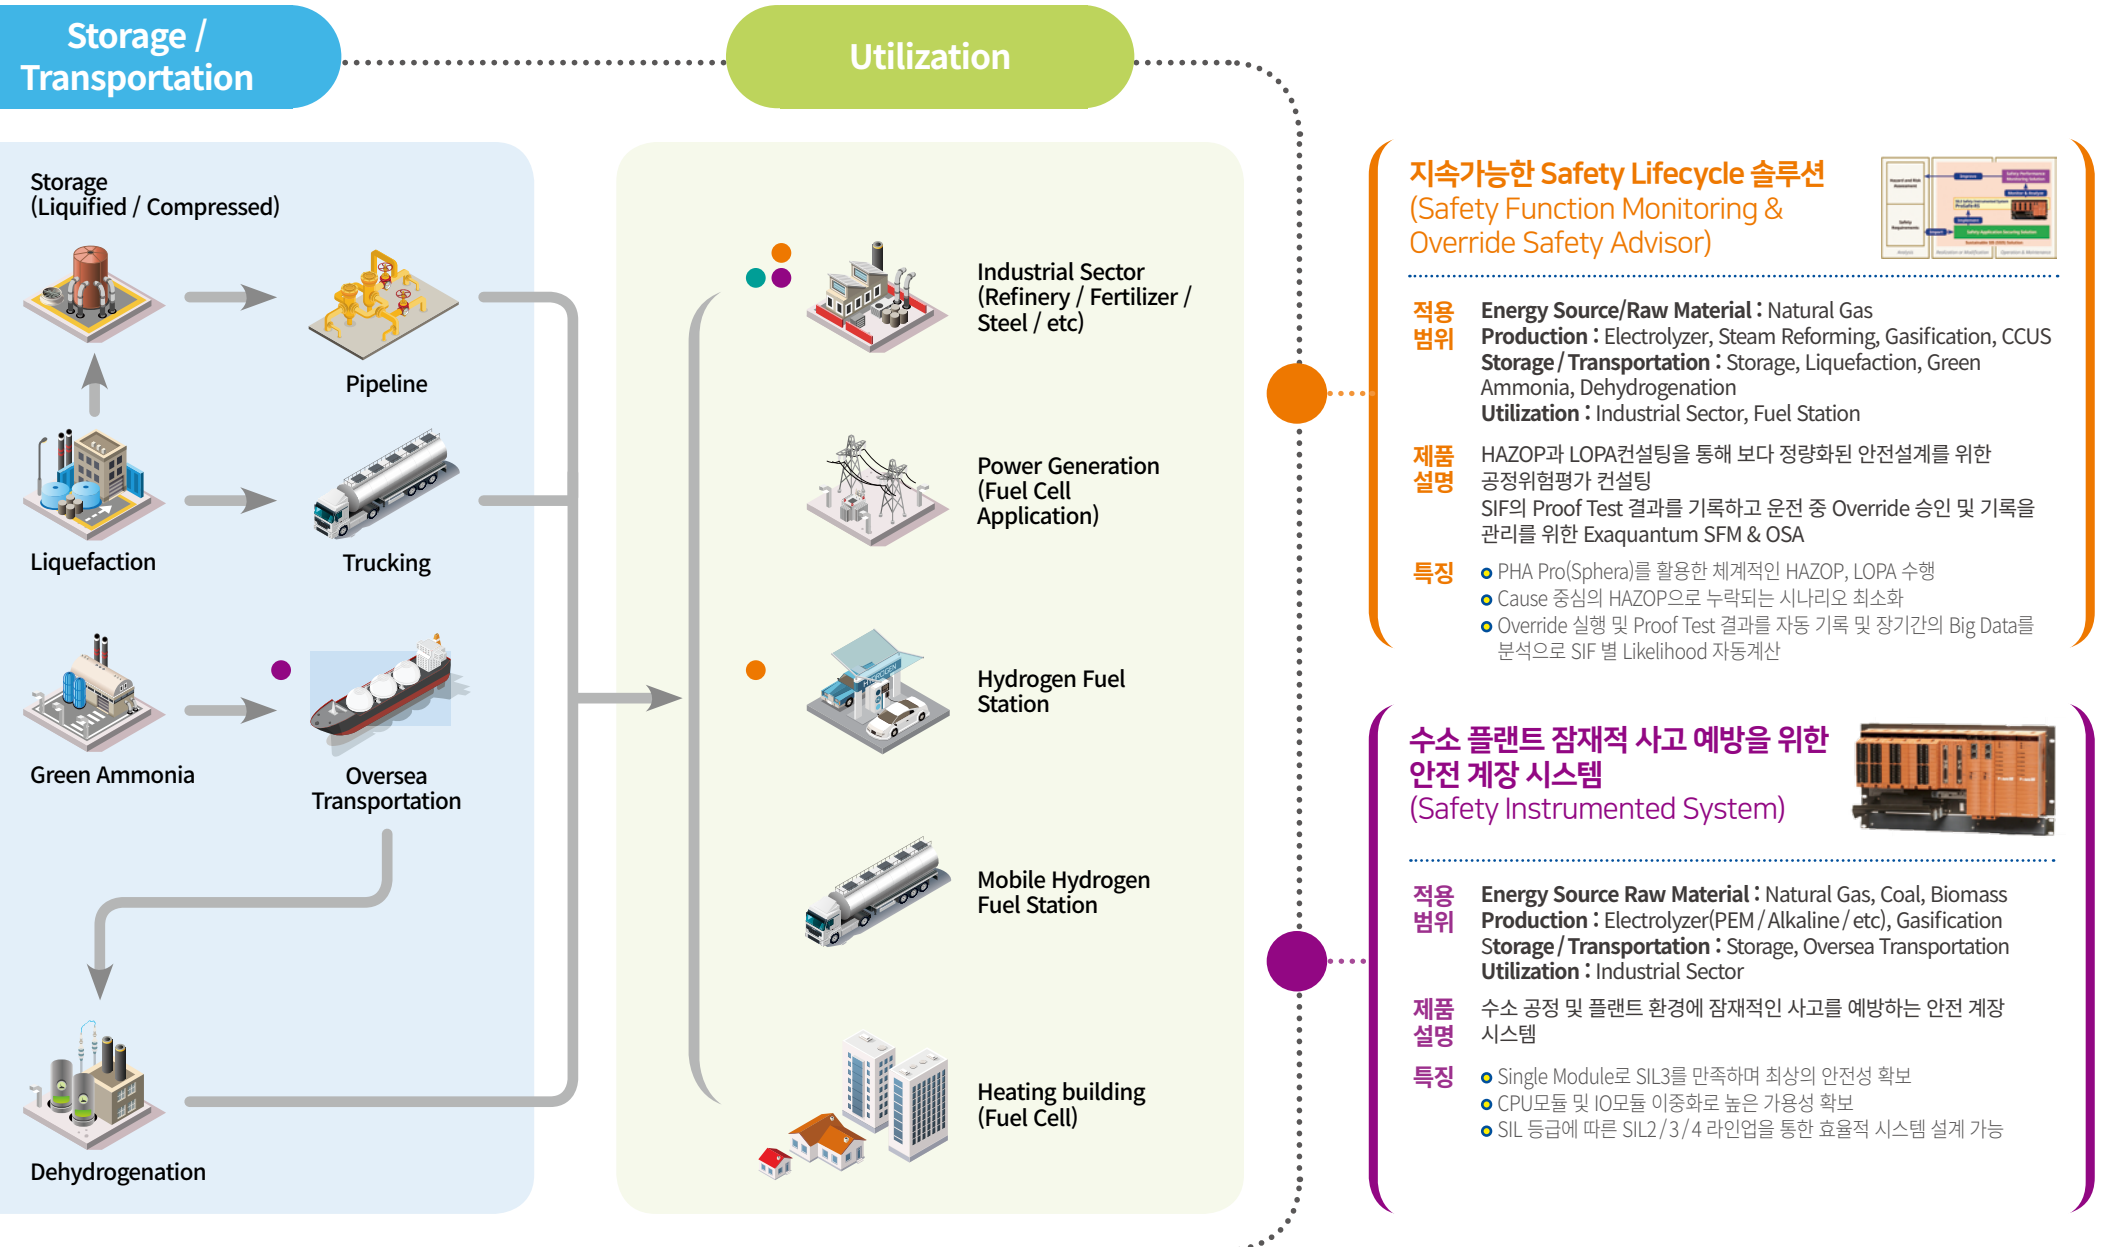 Storage /
Transportation
Utilization
Storage
(Liquified / Compressed)
Pipeline
Liquefaction
Trucking
Green Ammonia
Oversea
Transportation
Dehydrogenation
Industrial Sector
(Refinery / Fertilizer /
Steel / etc)
Power Generation
(Fuel Cell
Application)
HYDROGEN
Hydrogen Fuel
Station
Mobile Hydrogen
Fuel Station
Heating building
(Fuel Cell)
지속가능한 Safety Lifecycle 솔루션
(Safety Function Monitoring &
Override Safety Advisor)
적용
범위
Energy Source/Raw Material : Natural Gas
Production : Electrolyzer, Steam Reforming, Gasification, CCUS
Storage / Transportation : Storage, Liquefaction, Green
Ammonia, Dehydrogenation
Utilization : Industrial Sector, Fuel Station
제품
설명
HAZOP과 LOPA컨설팅을 통해 보다 정량화된 안전설계를 위한
공정위험평가 컨설팅
SIF의 Proof Test 결과를 기록하고 운전 중 Override 승인 및 기록을
관리를 위한 Exaquantum SFM & OSA
특징
PHA Pro(Sphera)를 활용한 체계적인 HAZOP, LOPA 수행
Cause 중심의 HAZOP으로 누락되는 시나리오 최소화
Override 실행 및 Proof Test 결과를 자동 기록 및 장기간의 Big Data를
분석으로 SIF 별 Likelihood 자동계산
수소 플랜트 잠재적 사고 예방을 위한
안전 계장 시스템
(Safety Instrumented System)
적용
범위
Energy Source Raw Material : Natural Gas, Coal, Biomass
Production : Electrolyzer(PEM / Alkaline / etc), Gasification
Storage / Transportation : Storage, Oversea Transportation
Utilization : Industrial Sector
제품
설명
수소 공정 및 플랜트 환경에 잠재적인 사고를 예방하는 안전 계장
시스템
특징
Single Module로 SIL3를 만족하며 최상의 안전성 확보
CPU모듈 및 IO모듈 이중화로 높은 가용성 확보
SIL 등급에 따른 SIL2 / 3 / 4 라인업을 통한 효율적 시스템 설계 가능